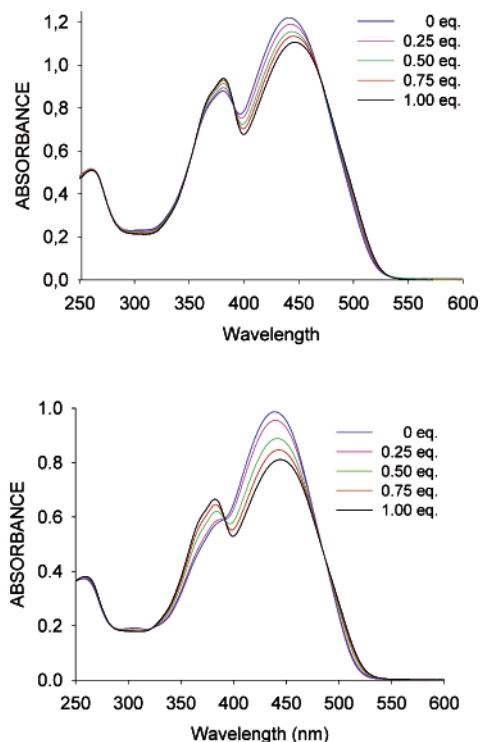 1,2
1,0
0,8
0,6
0,4
0,2
0,0
ABSORBANCE
0 eq.
0.25 eq.
0.50 eq.
0.75 eq.
1.00 eq.
250 300 350 400 450 500 550 600
Wavelength
1.0
0.8
0.6
0.4
0.2
0.0
ABSORBANCE
0 eq.
0.25 eq.
0.50 eq.
0.75 eq.
1.00 eq.
250 300 350 400 450 500 550 600
Wavelength (nm)